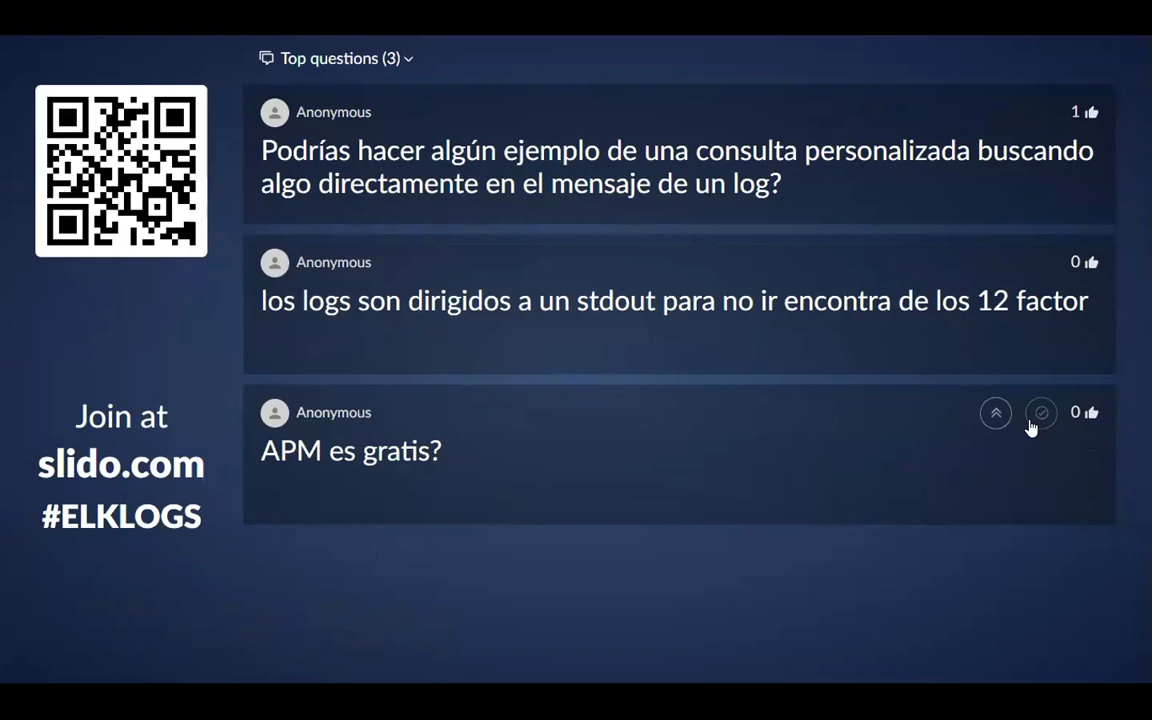 Top questions (3)
Anonymous
1
Podrías hacer algún ejemplo de una consulta personalizada buscando
algo directamente en el mensaje de un log?
Anonymous
0
los logs son dirigidos a un stdout para no ir encontra de los 12 factor
Anonymous
0
APM es gratis?
Join at
slido.com
#ELKLOGS